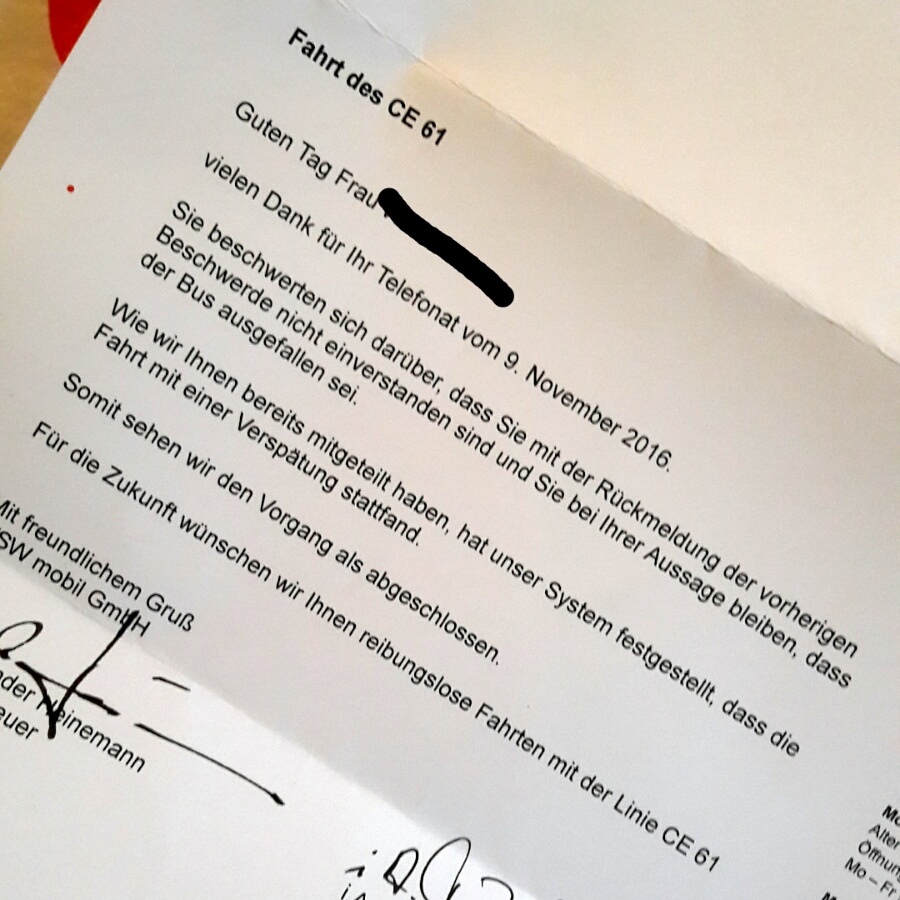 Fahrt des CE 61
Guten Tag Frau
vielen Dank für Ihr Telefonat vom 9. November 2016.
Sie beschwerten sich darüber, dass Sie mit der Rückmeldung der vorherigen
Beschwerde nicht einverstanden sind und Sie bei Ihrer Aussage bleiben, dass
der Bus ausgefallen sei.
Wie wir Ihnen bereits mitgeteilt haben, hat unser System festgestellt, dass die
Fahrt mit einer Verspätung stattfand.
Somit sehen wir den Vorgang als abgeschlossen.
Für die Zukunft wünschen wir Ihnen reibungslose Fahrten mit der Linie CE 61
Mit freundlichem Gruß
SW mobil GmbH
nder Heinemann
euer
Alter
Öffnun
Mo – Fr